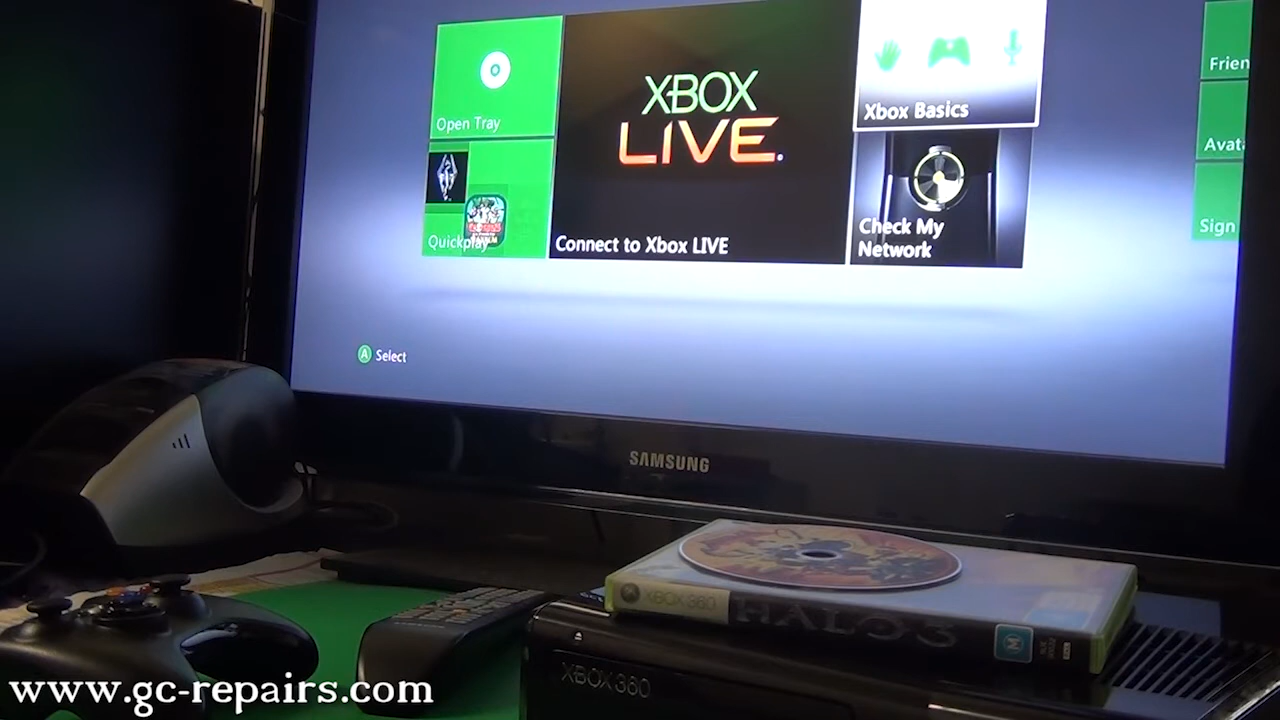 XBOX
LIVE.
Open Tray
Quickplay
Connect to Xbox LIVE
Xbox Basics
Check My
Network
Frien
Avata
Sign
A Select
SAMSUNG
XBOX 360
HALO 3
M
XBOX 360
www.gc-repairs.com